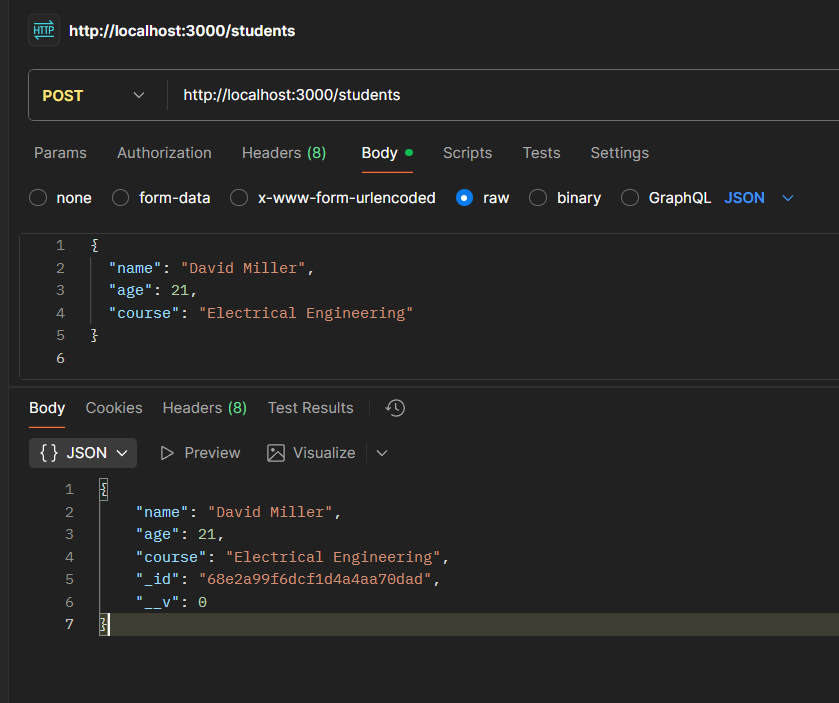 HTTP http://localhost:3000/students
POST http://localhost:3000/students
Params Authorization Headers (8) Body Scripts Tests Settings
none form-data x-www-form-urlencoded raw binary GraphQL JSON
1 {
2 "name": "David Miller",
3 "age": 21,
4 "course": "Electrical Engineering"
5 }
6
Body Cookies Headers (8) Test Results
{} JSON Preview Visualize
1 {
2 "name": "David Miller",
3 "age": 21,
4 "course": "Electrical Engineering",
5 "_id": "68e2a99f6dcf1d4a4aa70dad",
6 "__v": 0
7 }